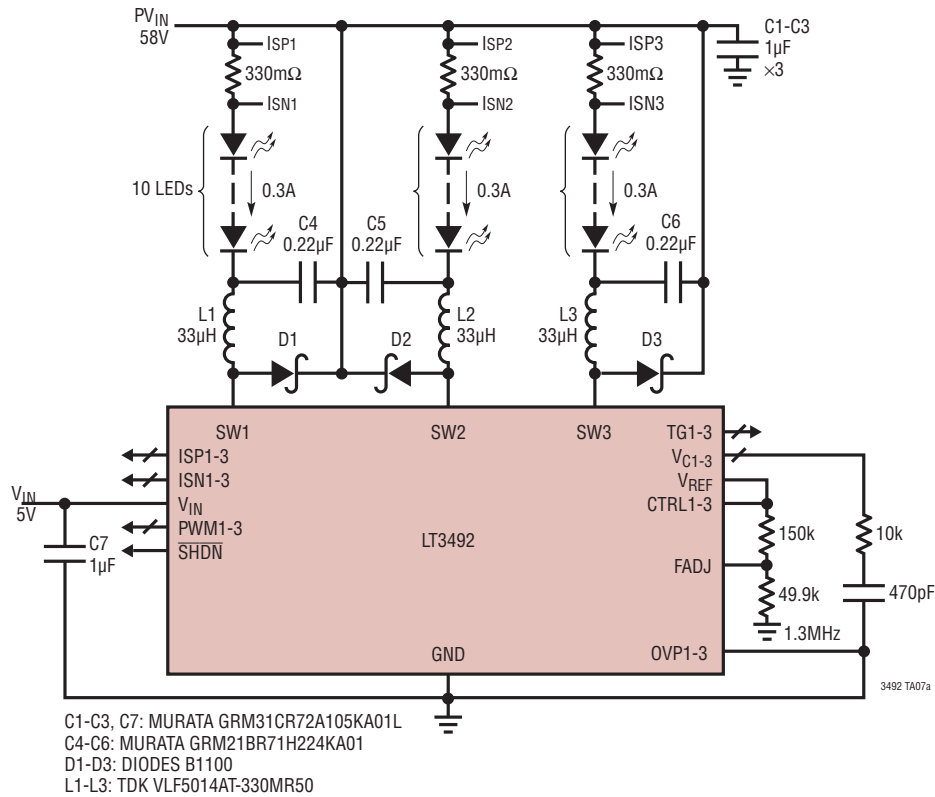 PVIN
58V
ISP1
330mΩ
ISN1
10 LEDs
0.3A
C4
0.22µF
L1
33µH
D1
ISP2
330mΩ
ISN2
0.3A
C5
0.22µF
D2
L2
33µH
ISP3
330mΩ
ISN3
0.3A
C6
0.22µF
L3
33µH
D3
C1-C3
1µF
×3
SW1
SW2
SW3
ISP1-3
ISN1-3
VIN
PWM1-3
SHDN
LT3492
GND
TG1-3
VC1-3
VREF
CTRL1-3
FADJ
OVP1-3
VIN
5V
C7
1µF
150k
49.9k
1.3MHz
10k
470pF
3492 TA07a
C1-C3, C7: MURATA GRM31CR72A105KA01L
C4-C6: MURATA GRM21BR71H224KA01
D1-D3: DIODES B1100
L1-L3: TDK VLF5014AT-330MR50